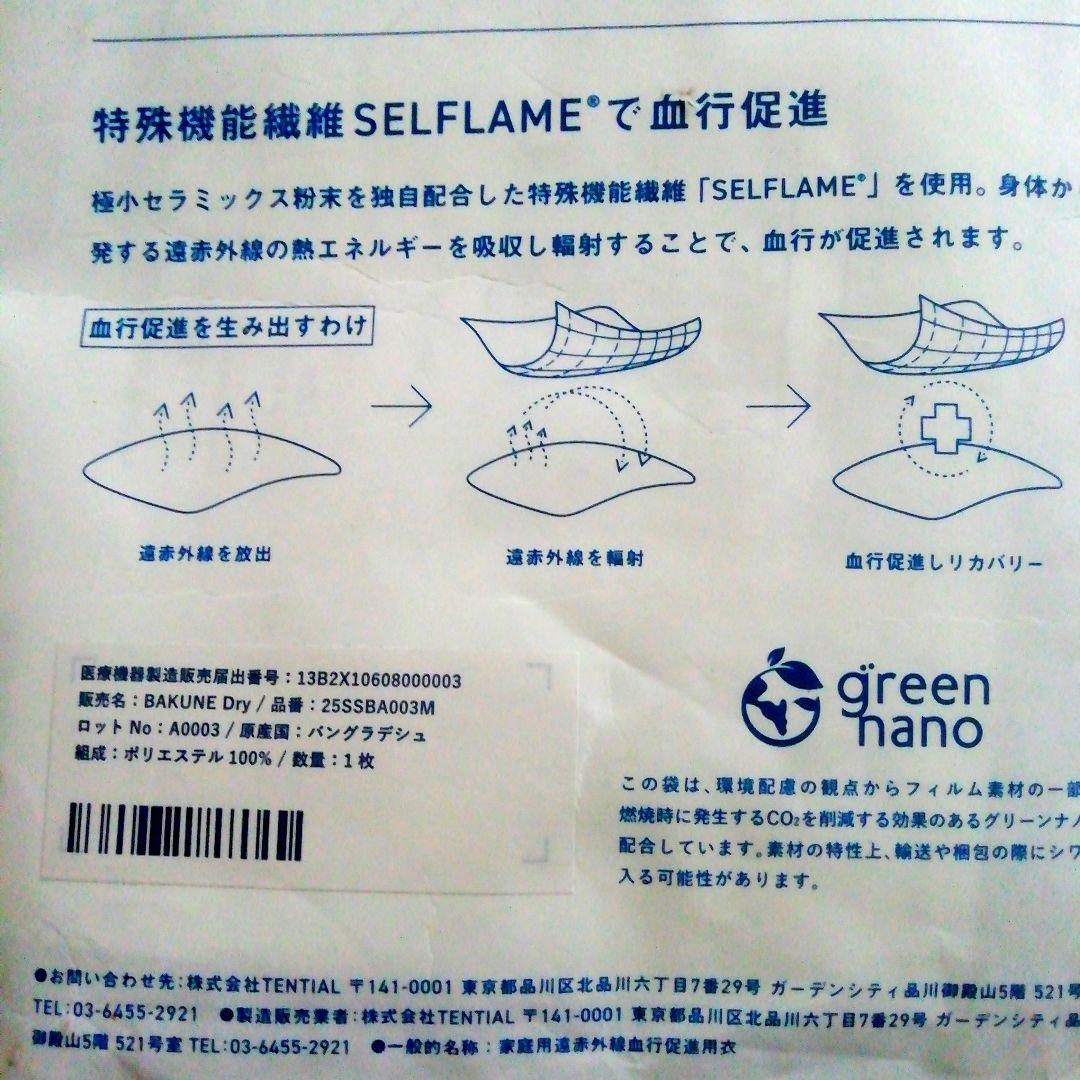 特殊機能繊維SELFLAME®で血行促進
極小セラミックス粉末を独自配合した特殊機能繊維「SELFLAME®」を使用。身体か
発する遠赤外線の熱エネルギーを吸収し輻射することで、血行が促進されます。
血行促進を生み出すわけ
遠赤外線を放出
遠赤外線を輻射
血行促進しリカバリー
医療機器製造販売届出番号：13B2X10608000003
販売名：BAKUNE Dry / 品番：25SSBA003M
ロット No：A0003 / 原産国：バングラデシュ
組成：ポリエステル 100% / 数量：1 枚
green
nano
この袋は、環境配慮の観点からフィルム素材の一部
燃焼時に発生するCO₂を削減する効果のあるグリーンナノ
配合しています。素材の特性上、輸送や梱包の際にシワ
入る可能性があります。
●お問い合わせ先：株式会社TENTIAL 〒141-0001 東京都品川区北品川六丁目7番29号 ガーデンシティ品川御殿山5階 521号
TEL：03-6455-2921 ●製造販売業者：株式会社TENTIAL 〒141-0001 東京都品川区北品川六丁目7番29号 ガーデンシティ品
御殿山5階 521号室 TEL：03-6455-2921 ●一般的名称：家庭用遠赤外線血行促進用衣